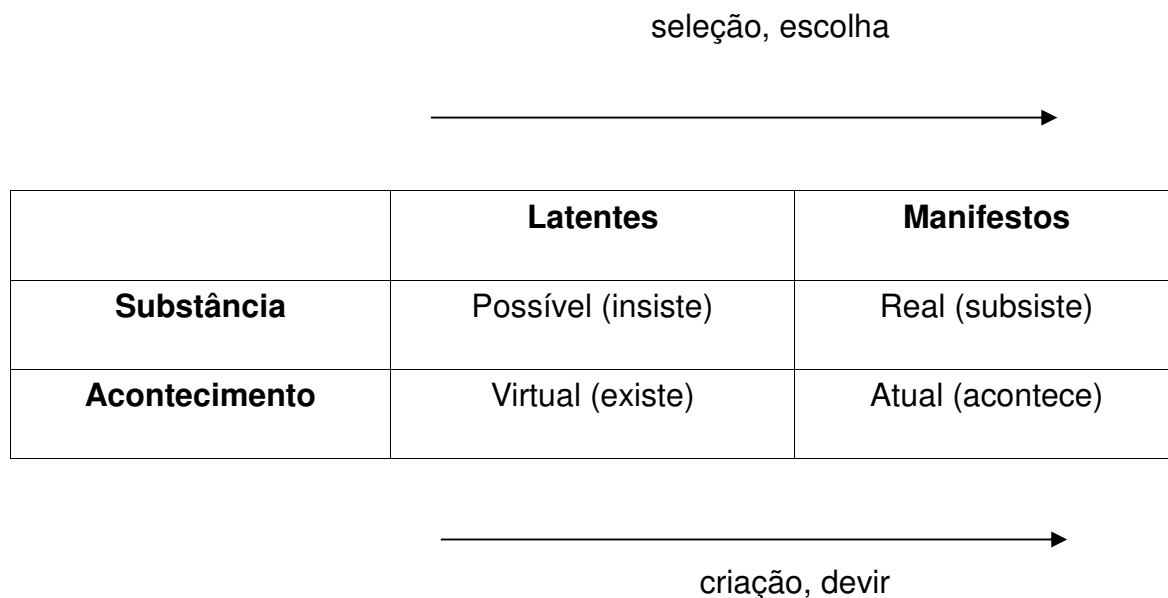 seleção, escolha
Latentes Manifestos
Substância Possível (insiste) Real (subsiste)
Acontecimento Virtual (existe) Atual (acontece)
criação, devir